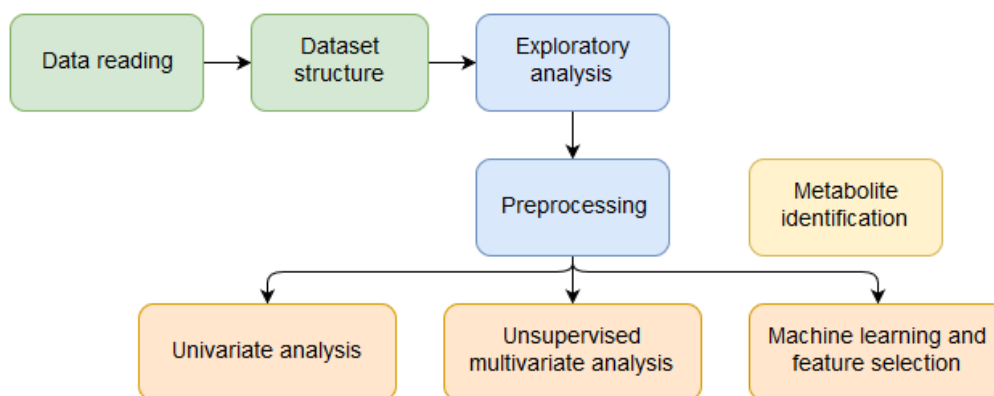 Data reading
Dataset
structure
Exploratory
analysis
Preprocessing
Metabolite
identification
Univariate analysis
Unsupervised
multivariate analysis
Machine learning and
feature selection